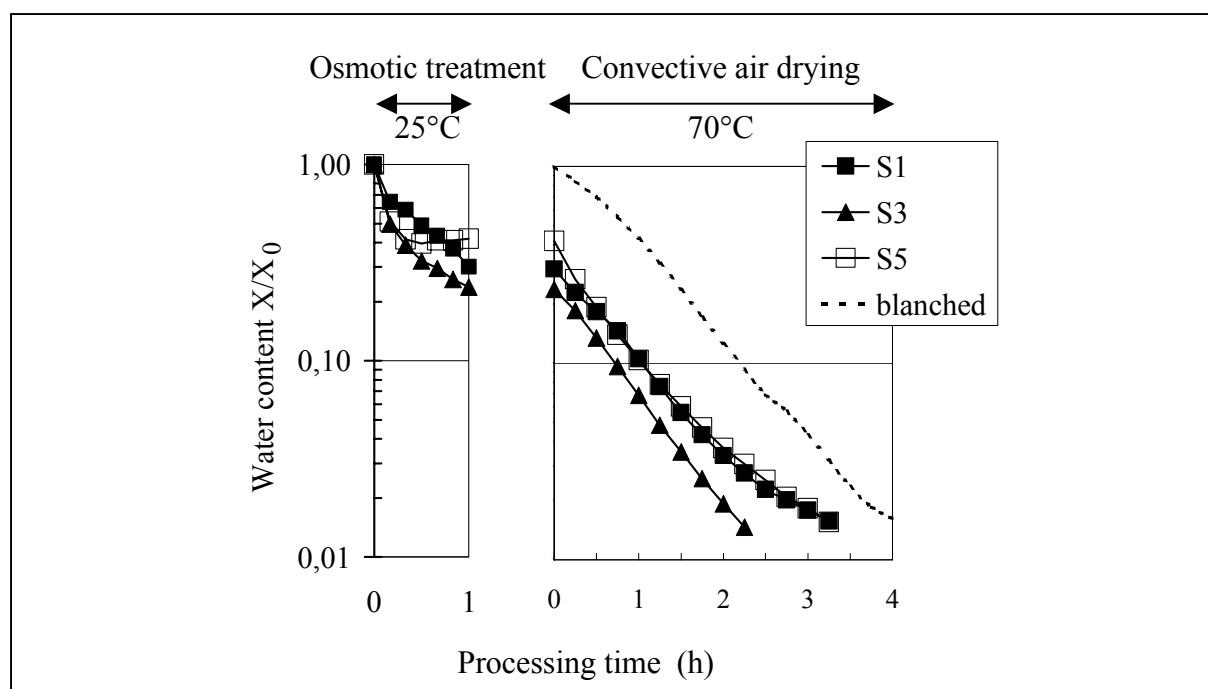 Osmotic treatment Convective air drying
25°C 70°C
Water content X/X0
1,00
0,10
0,01
S1
S3
S5
blanched
0 1 0 1 2 3 4
Processing time (h)